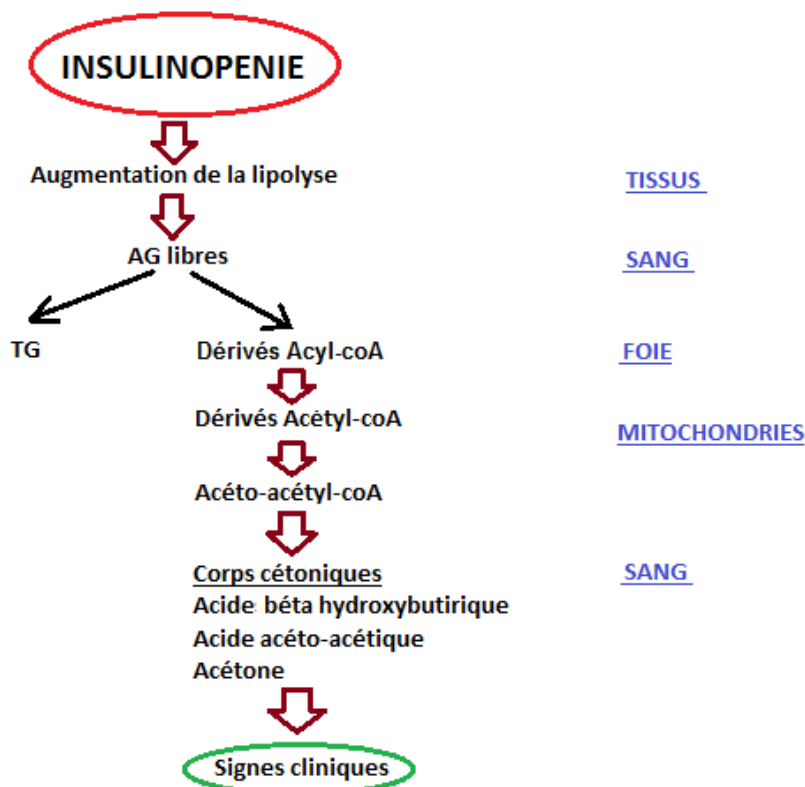 INSULINOPENIE
Augmentation de la lipolyse
TISSUS
AG libres
SANG
TG
Dérivés Acyl-coA
FOIE
Dérivés Acétyl-coA
MITOCHONDRIES
Acéto-acétyl-coA
Corps cétoniques
SANG
Acide béta hydroxybutirique
Acide acéto-acétique
Acétone
Signes cliniques